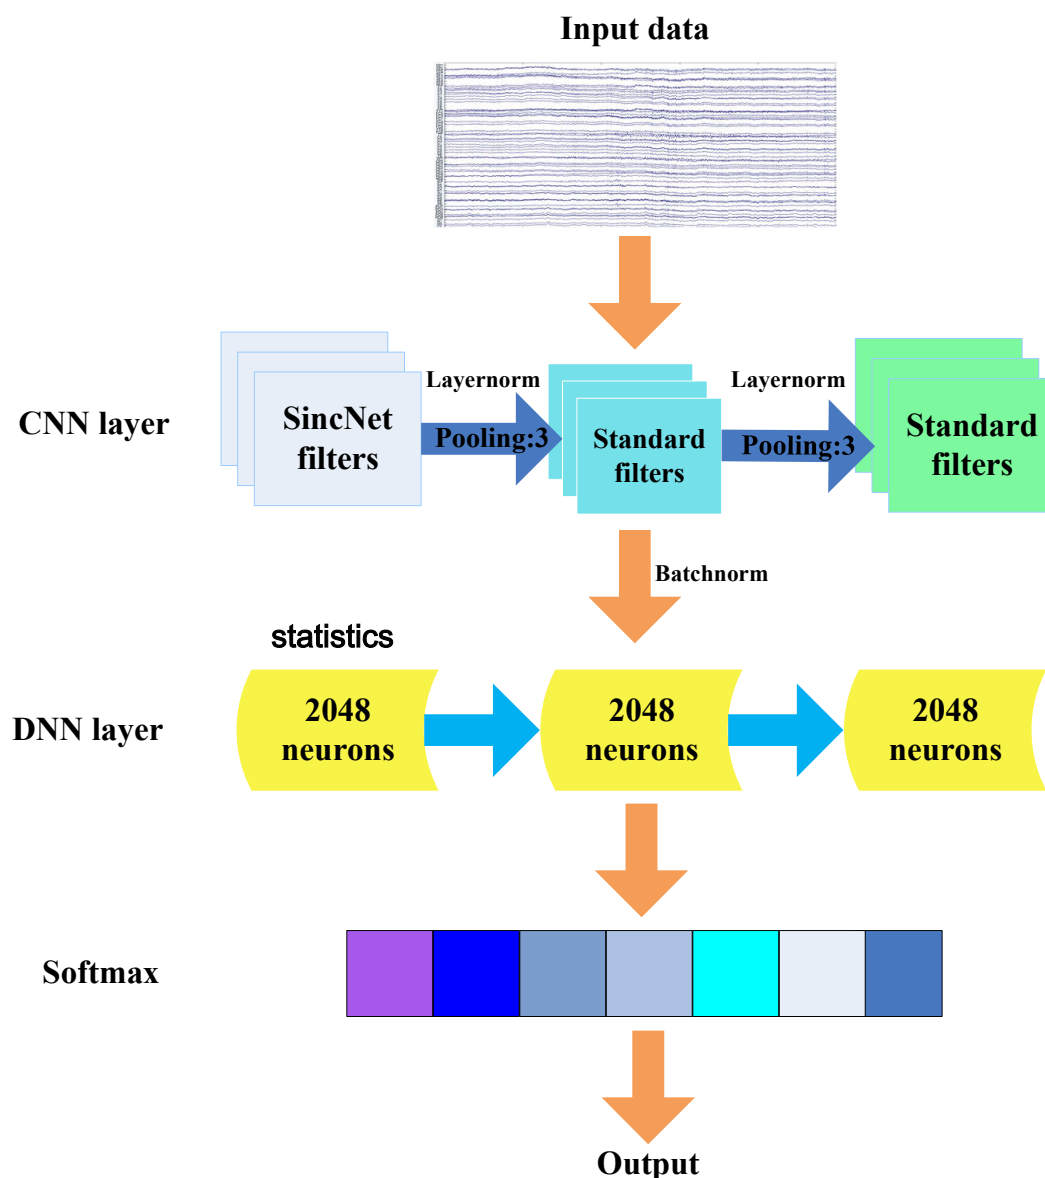 Input data
Layernorm
Layernorm
CNN layer
SincNet
filters
Pooling:3
Standard
filters
Pooling:3
Standard
filters
Batchnorm
statistics
DNN layer
2048
neurons
2048
neurons
2048
neurons
Softmax
Output